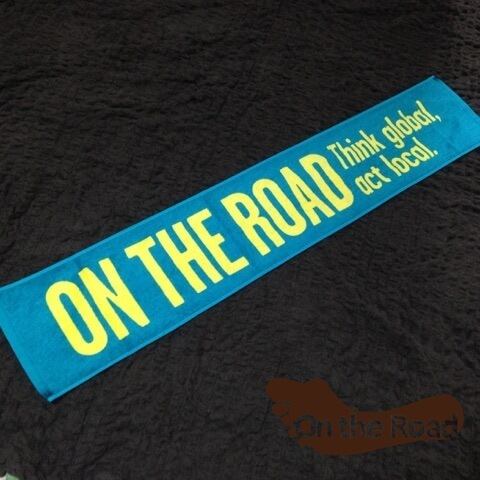 ON THE ROAD
Think global,
act local.
On the Road